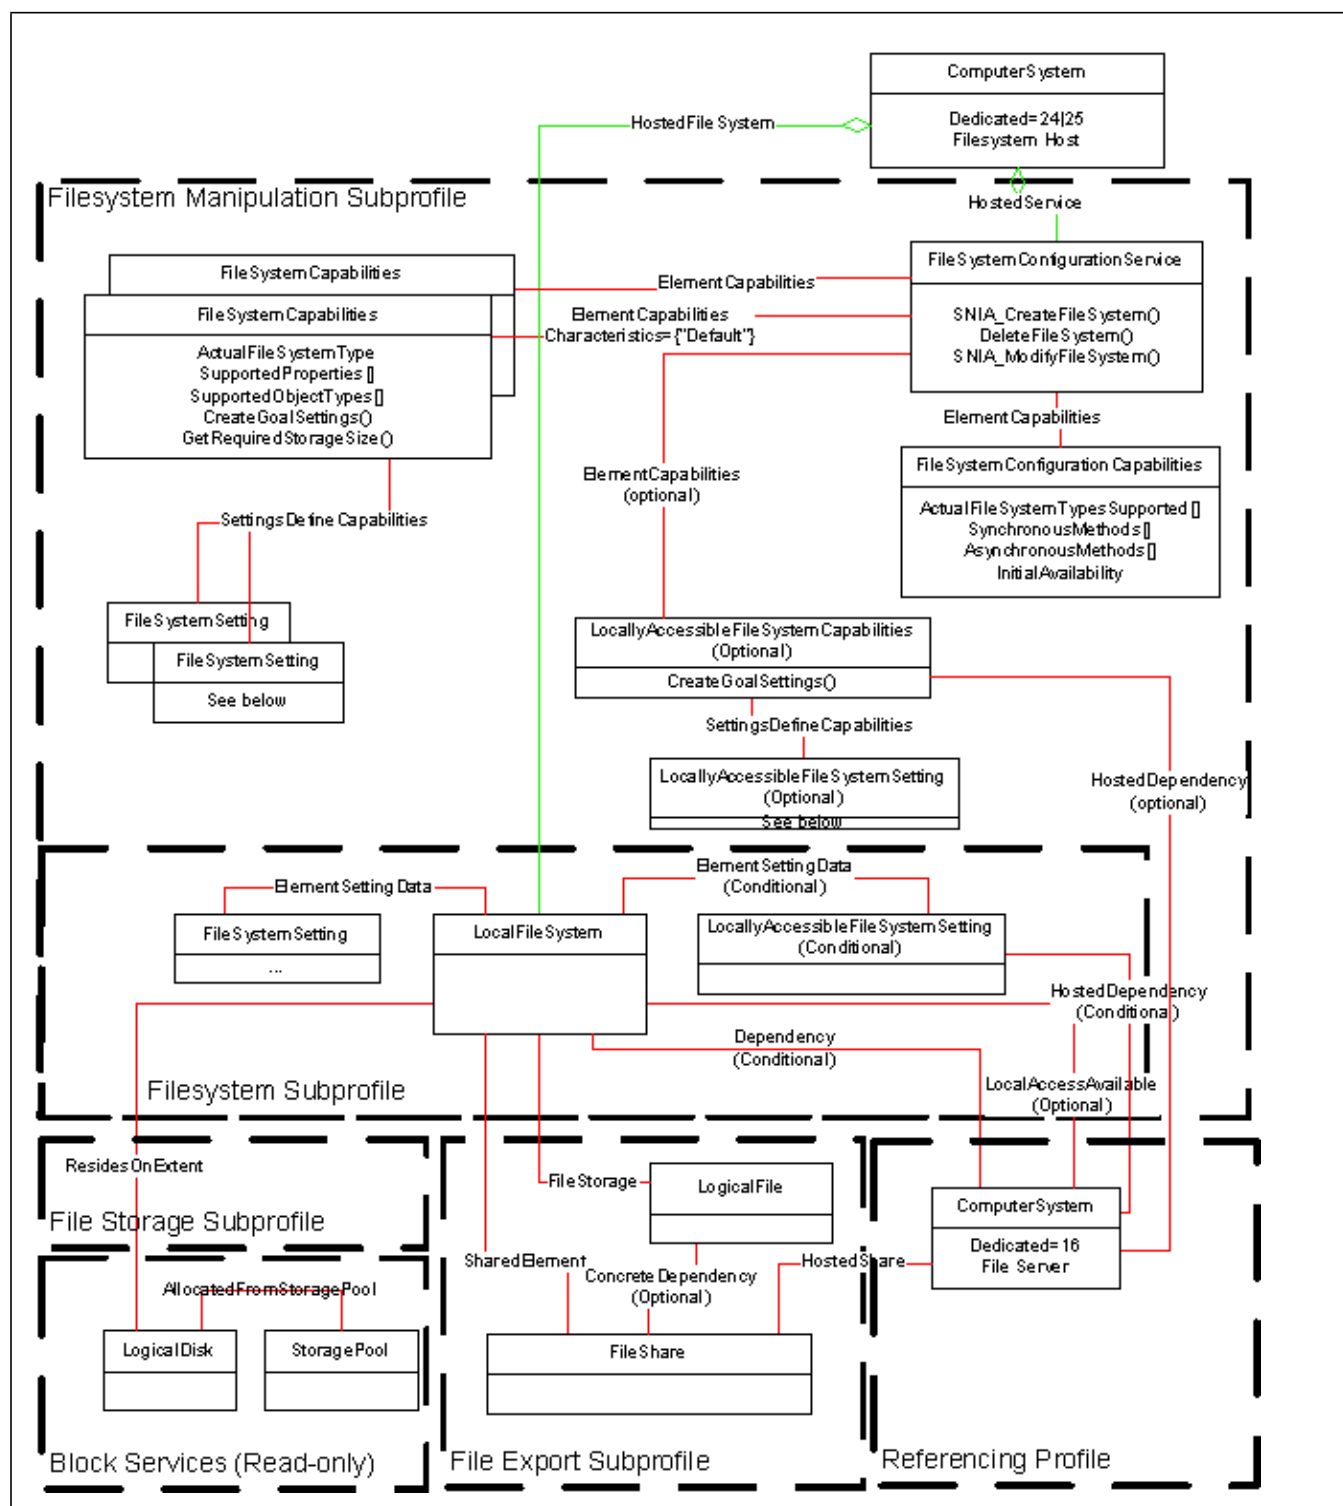 ComputerSystem
HostedFileSystem
Dedicated=24|25
Filesystem Host
Filesystem Manipulation Subprofile
HostedService
FileSystemCapabilities
FileSystemConfigurationService
ElementCapabilities
FileSystemCapabilities
ElementCapabilities
Characteristics={"Default"}
SNIA_CreateFileSystem()
DeleteFileSystem()
SNIA_ModifyFileSystem()
ActualFileSystemType
SupportedProperties[]
SupportedObjectTypes[]
CreateGoalSettings()
GetRequiredStorageSize()
ElementCapabilities
ElementCapabilities
(optional)
FileSystemConfigurationCapabilities
ActualFileSystemTypesSupported[]
SynchronousMethods[]
AsynchronousMethods[]
InitialAvailability
SettingsDefineCapabilities
FileSystemSetting
FileSystemSetting
See below
LocallyAccessibleFileSystemCapabilities
(Optional)
CreateGoalSettings()
SettingsDefineCapabilities
LocallyAccessibleFileSystemSetting
(Optional)
See below
HostedDependency
(optional)
ElementSettingData
ElementSettingData
(Conditional)
FileSystemSetting
...
LocalFileSystem
LocallyAccessibleFileSystemSetting
(Conditional)
HostedDependency
(Conditional)
Dependency
(Conditional)
Filesystem Subprofile
LocalAccessAvailable
(Optional)
ResidesOnExtent
File Storage Subprofile
FileStorage
LogicalFile
ComputerSystem
Dedicated=16
File Server
SharedElement
ConcreteDependency
(Optional)
HostedShare
AllocatedFromStoragePool
LogicalDisk
StoragePool
FileShare
Block Services (Read-only)
File Export Subprofile
Referencing Profile